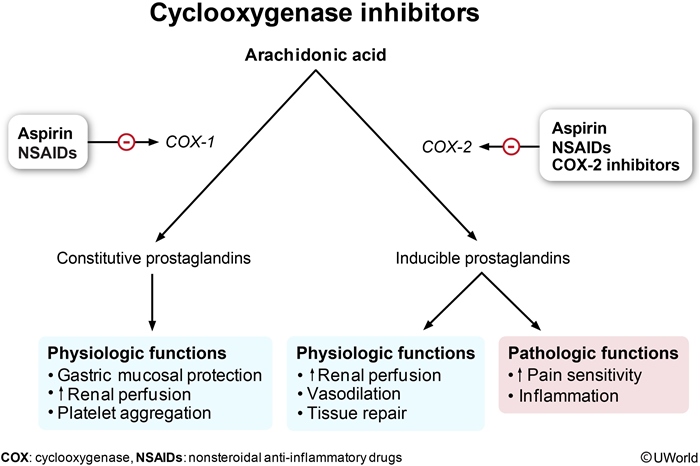 Cyclooxygenase inhibitors
Arachidonic acid
Aspirin
NSAIDs
COX-1
COX-2
Aspirin
NSAIDs
COX-2 inhibitors
Constitutive prostaglandins
Inducible prostaglandins
Physiologic functions
• Gastric mucosal protection
• ↑ Renal perfusion
• Platelet aggregation
Physiologic functions
• ↑ Renal perfusion
• Vasodilation
• Tissue repair
Pathologic functions
• ↑ Pain sensitivity
• Inflammation
COX: cyclooxygenase, NSAIDs: nonsteroidal anti-inflammatory drugs
©UWorld